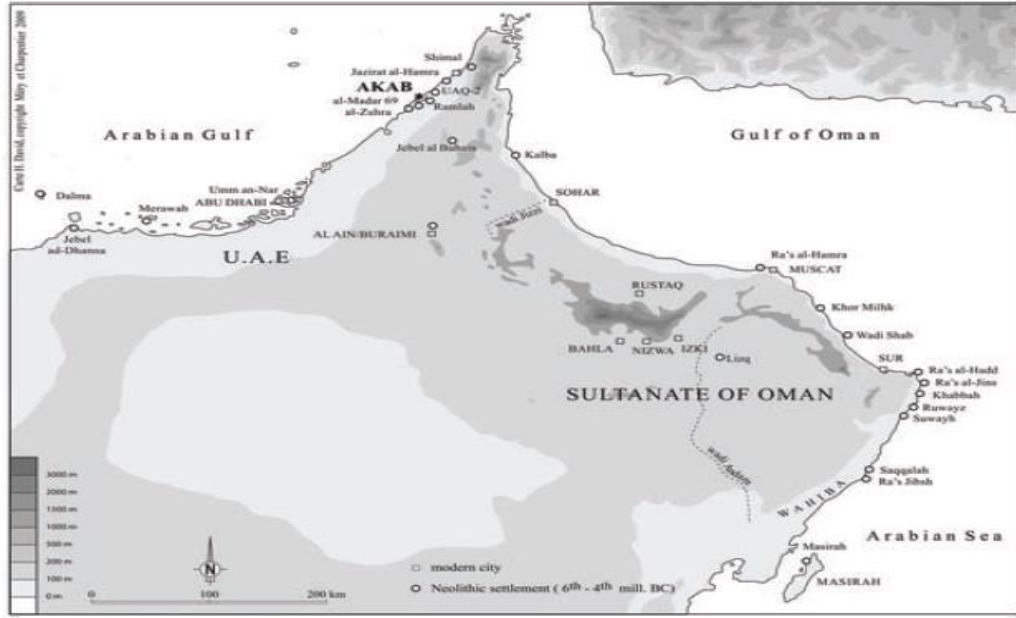 Carte H. David, copyright Méry et Charpentier 2009
Shimal
Jazirat al-Hamra
AKAB
UAQ-2
al-Madar 69
Ramlah
al-Zuhra
Arabian Gulf
Gulf of Oman
Jebel al Buhais
Kalba
Dalma
Umm an-Nar
Merawah
ABU DHABI
SOHAR
wadi Jizzi
Jebel
ad-Dhanna
AL AIN/BURAIMI
U.A.E
Ra's al-Hamra
MUSCAT
RUSTAQ
Khor Milhk
Wadi Shab
BAHLA
NIZWA
IZKI
Lizq
SUR
Ra's al-Hadd
Ra's al-Jins
SULTANATE OF OMAN
Khabbah
Ruwayz
Suwayh
wadi Andam
Saqqalah
Ra's Jibsh
WAHIBA
3000 m
2000 m
1500 m
1000 m
500 m
200 m
100 m
0 m
Arabian Sea
Masirah
MASIRAH
N
modern city
Neolithic settlement ( 6th - 4th mill. BC)
0
100
200 km